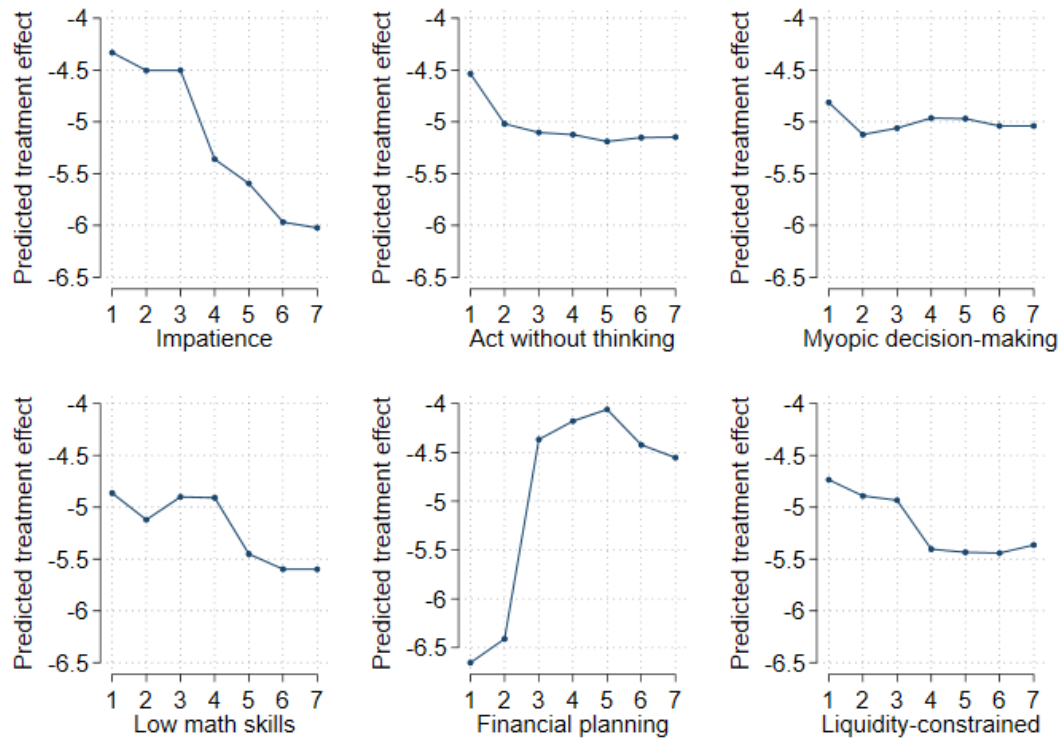 Predicted treatment effect
-4
-4.5
-5
-5.5
-6
-6.5
1 2 3 4 5 6 7
Impatience
Predicted treatment effect
-4
-4.5
-5
-5.5
-6
-6.5
1 2 3 4 5 6 7
Act without thinking
Predicted treatment effect
-4
-4.5
-5
-5.5
-6
-6.5
1 2 3 4 5 6 7
Myopic decision-making
Predicted treatment effect
-4
-4.5
-5
-5.5
-6
-6.5
1 2 3 4 5 6 7
Low math skills
Predicted treatment effect
-4
-4.5
-5
-5.5
-6
-6.5
1 2 3 4 5 6 7
Financial planning
Predicted treatment effect
-4
-4.5
-5
-5.5
-6
-6.5
1 2 3 4 5 6 7
Liquidity-constrained